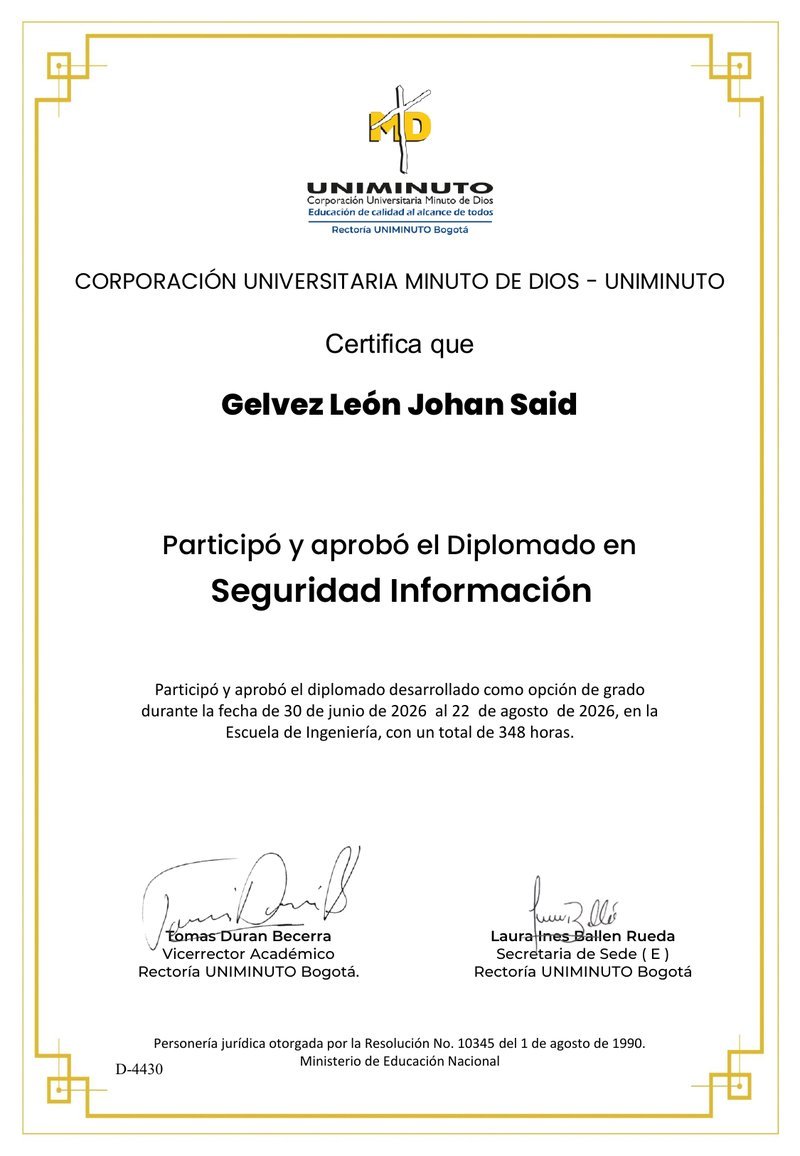 MD
UNIMINUTO
Corporación Universitaria Minuto de Dios
Educación de calidad al alcance de todos
Rectoría UNIMINUTO Bogotá
CORPORACIÓN UNIVERSITARIA MINUTO DE DIOS - UNIMINUTO
Certifica que
Gelvez León Johan Said
Participó y aprobó el Diplomado en
Seguridad Información
Participó y aprobó el diplomado desarrollado como opción de grado
durante la fecha de 30 de junio de 2026 al 22 de agosto de 2026, en la
Escuela de Ingeniería, con un total de 348 horas.
Tomas Duran Becerra
Vicerrector Académico
Rectoría UNIMINUTO Bogotá.
Laura Ines Ballen Rueda
Secretaria de Sede ( E )
Rectoría UNIMINUTO Bogotá
Personería jurídica otorgada por la Resolución No. 10345 del 1 de agosto de 1990.
Ministerio de Educación Nacional
D-4430